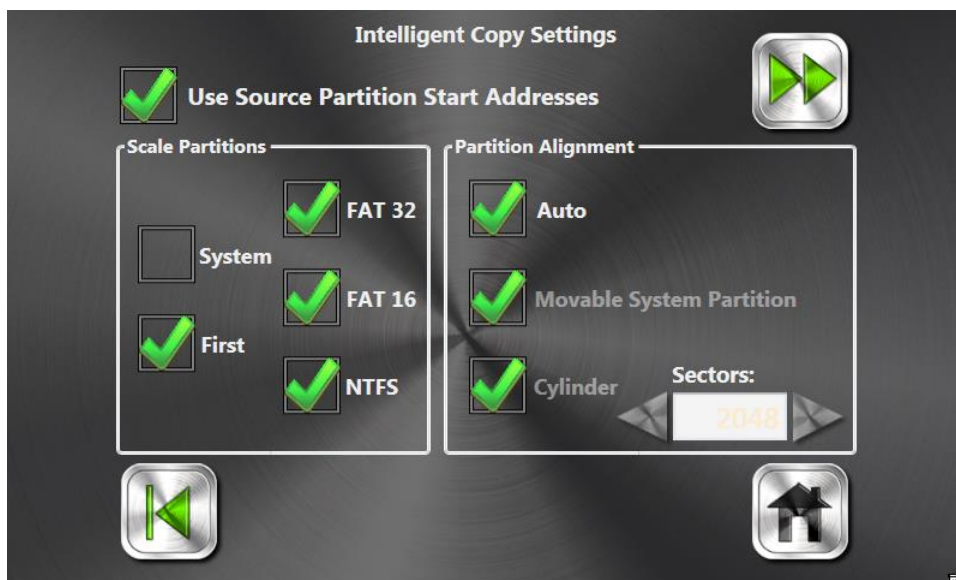 Intelligent Copy Settings
Use Source Partition Start Addresses
Scale Partitions
System
First
FAT 32
FAT 16
NTFS
Partition Alignment
Auto
Movable System Partition
Cylinder
Sectors:
2048